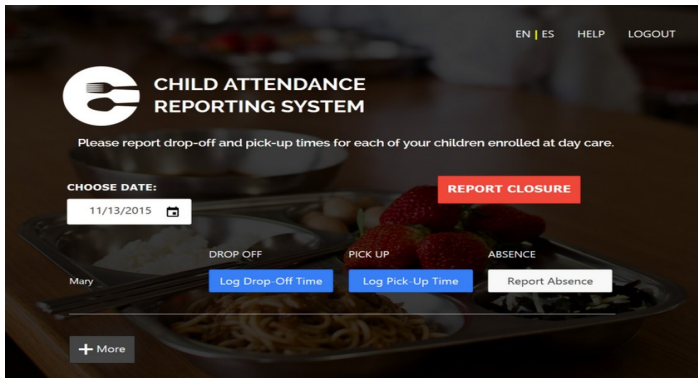 EN | ES HELP LOGOUT
CHILD ATTENDANCE
REPORTING SYSTEM
Please report drop-off and pick-up times for each of your children enrolled at day care.
CHOOSE DATE:
REPORT CLOSURE
11/13/2015
DROP OFF PICK UP ABSENCE
Mary Log Drop-Off Time Log Pick-Up Time Report Absence
+ More